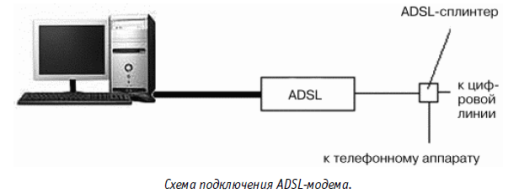 ADSL-сплинтер
ADSL
к циф-
ровой
линии
к телефонному аппарату
Схема подключения ADSL-модема.